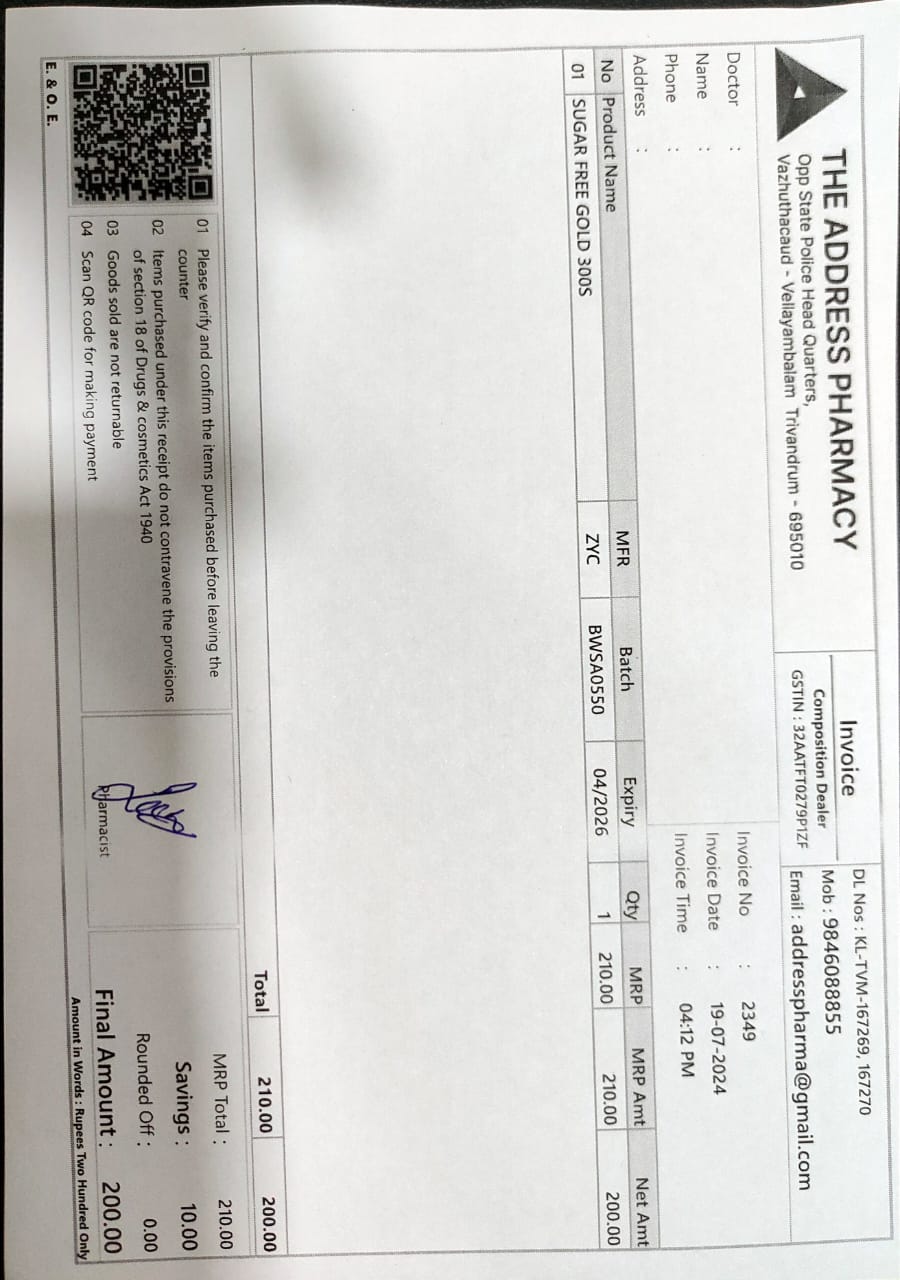 THE ADDRESS PHARMACY
Opp State Police Head Quarters,
Vazhuthacaud - Vellayambalam Trivandrum - 695010
Invoice
Composition Dealer
GSTIN : 32AATFT0279P1ZF
DL Nos : KL-TVM-167269, 167270
Mob : 9846088855
Email : addresspharma@gmail.com
Doctor :
Name :
Phone :
Address :
Invoice No : 2349
Invoice Date : 19-07-2024
Invoice Time : 04:12 PM
No Product Name MFR Batch Expiry Qty MRP MRP Amt Net Amt
01 SUGAR FREE GOLD 300S ZYC BWSA0550 04/2026 1 210.00 210.00 200.00
Total 210.00 200.00
01 Please verify and confirm the items purchased before leaving the
counter
02 Items purchased under this receipt do not contravene the provisions
of section 18 of Drugs & cosmetics Act 1940
03 Goods sold are not returnable
04 Scan QR code for making payment
Pharmacist
MRP Total : 210.00
Savings : 10.00
Rounded Off : 0.00
Final Amount : 200.00
Amount in Words : Rupees Two Hundred Only
E. & O. E.